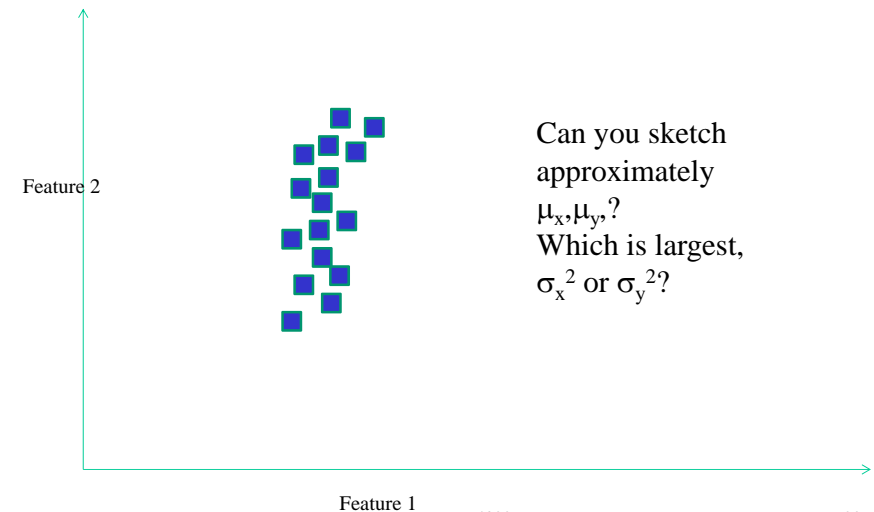 Can you sketch
approximately
μx,μy,?
Which is largest,
σx² or σy²?
Feature 2
Feature 1